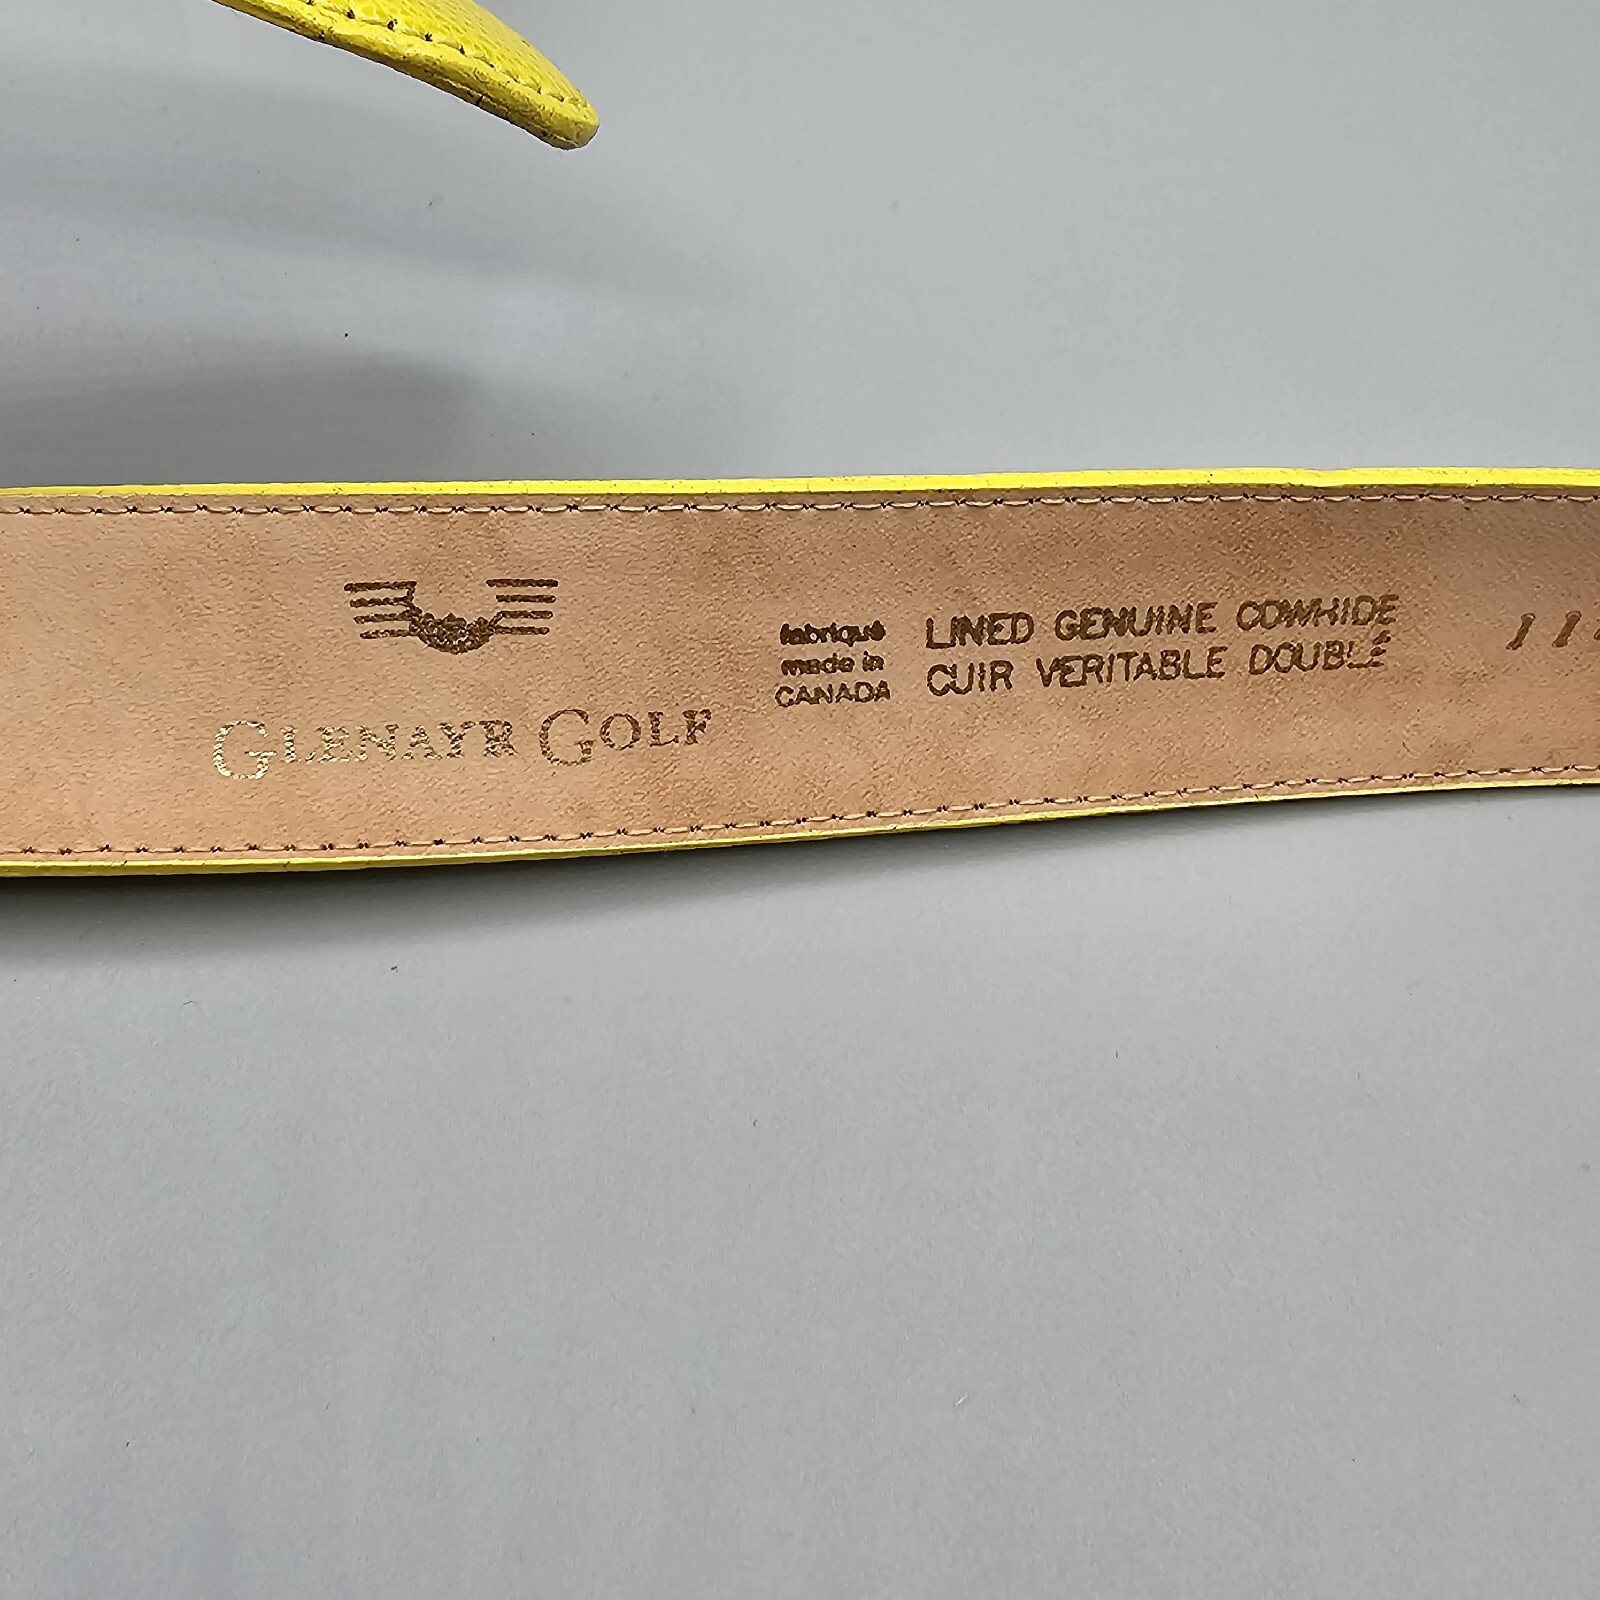 GLENAYR GOLF
fabriqué
made in
CANADA
LINED GENUINE COWHIDE
CUIR VERITABLE DOUBLÉ